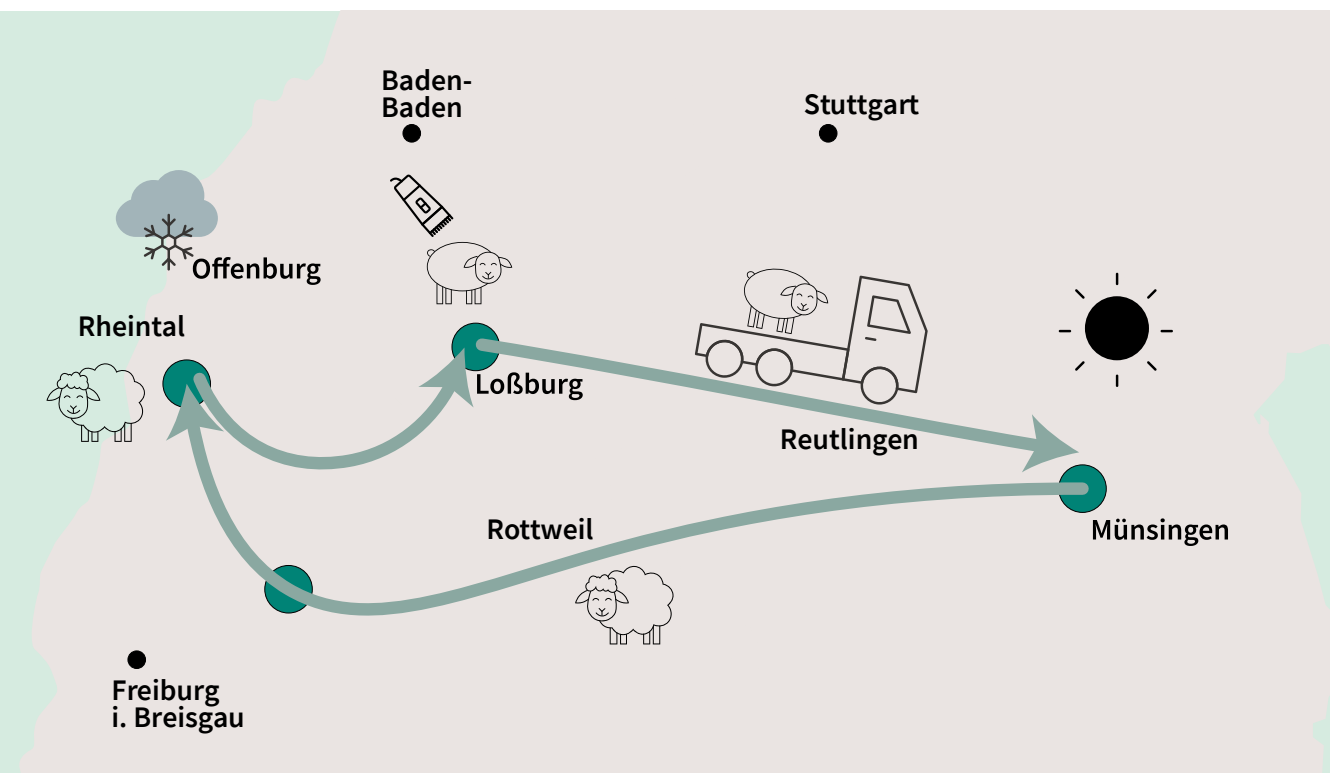 Baden-
Baden
Stuttgart
Offenburg
Rheintal
Loßburg
Reutlingen
Rottweil
Münsingen
Freiburg
i. Breisgau